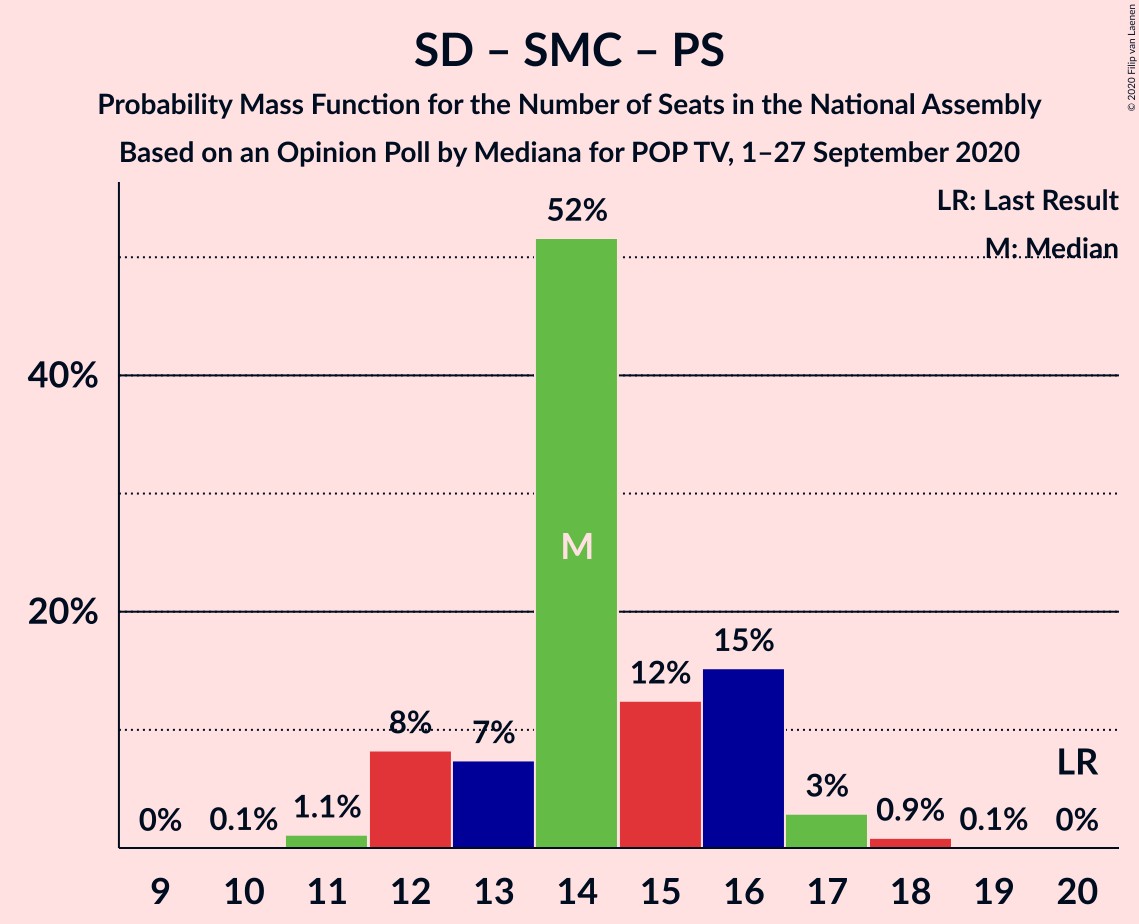 SD – SMC – PS
Probability Mass Function for the Number of Seats in the National Assembly
Based on an Opinion Poll by Mediana for POP TV, 1–27 September 2020
© 2020 Filip van Laenen
LR: Last Result
M: Median
40%
20%
0%
0.1%
1.1%
8%
7%
52%
M
12%
15%
3%
0.9%
0.1%
LR
0%
9 10 11 12 13 14 15 16 17 18 19 20